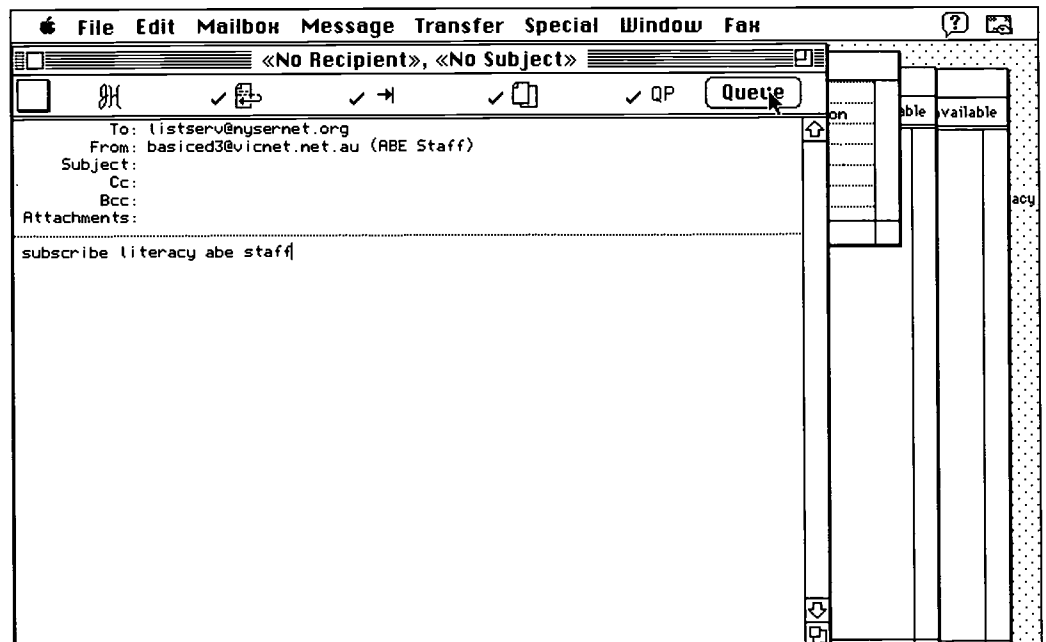 File Edit Mailbox Message Transfer Special Window Fax
«No Recipient», «No Subject»
QP Queue
To: listserv@nysernet.org
From: basiced3@vicnet.net.au (ABE Staff)
Subject:
Cc:
Bcc:
Attachments:
subscribe literacy abe staff
on
able
vailable
acy